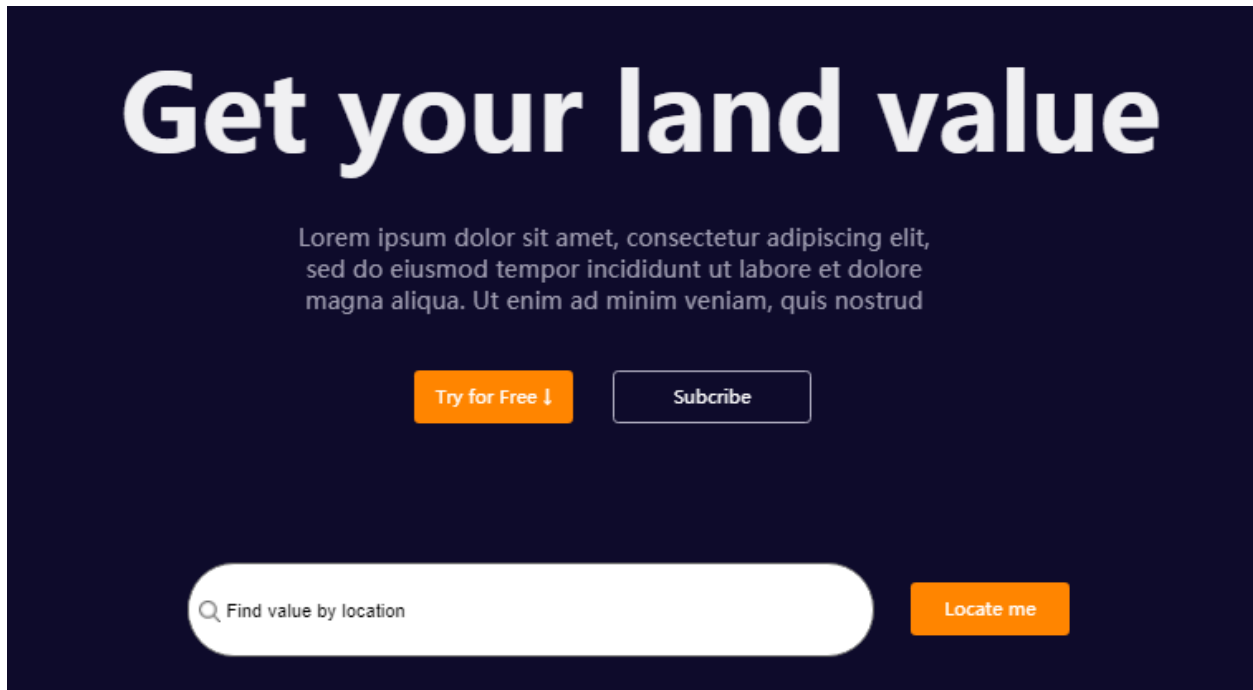 Get your land value
Lorem ipsum dolor sit amet, consectetur adipiscing elit,
sed do eiusmod tempor incididunt ut labore et dolore
magna aliqua. Ut enim ad minim veniam, quis nostrud
Try for Free ↓
Subcribe
Find value by location
Locate me